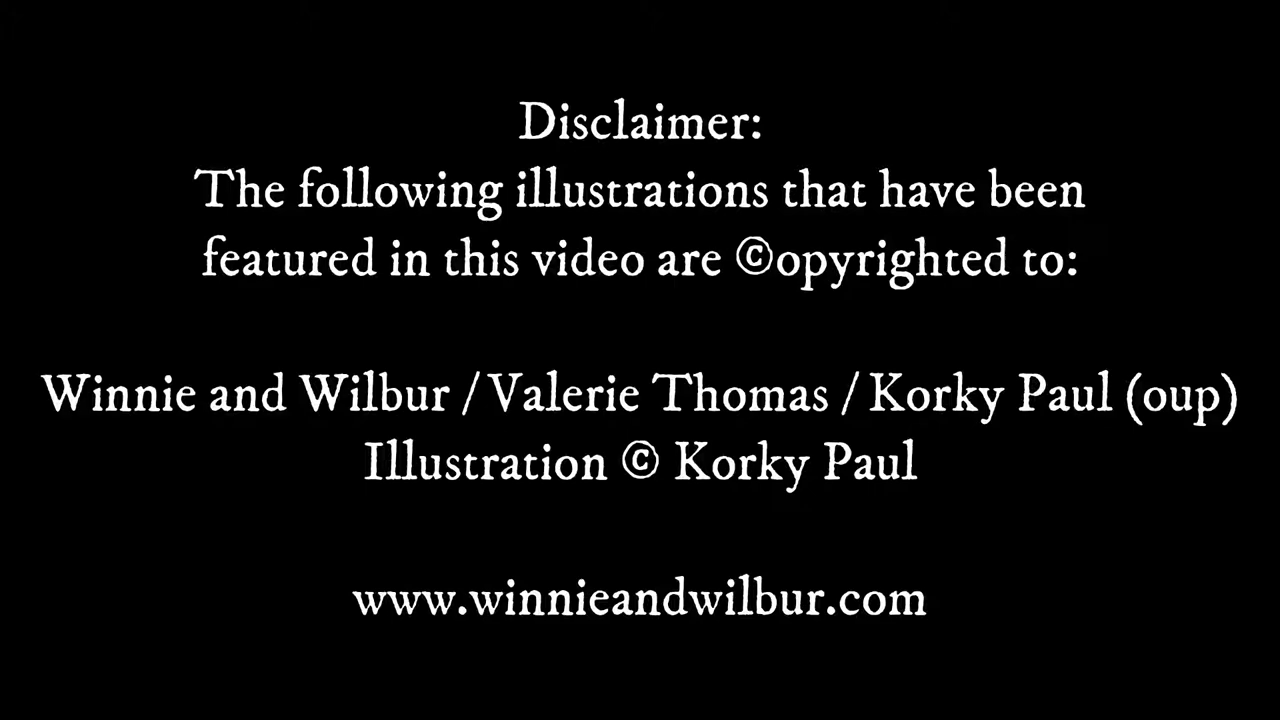 Disclaimer:
The following illustrations that have been
featured in this video are ©opyrighted to:
Winnie and Wilbur / Valerie Thomas / Korky Paul (oup)
Illustration © Korky Paul
www.winnieandwilbur.com